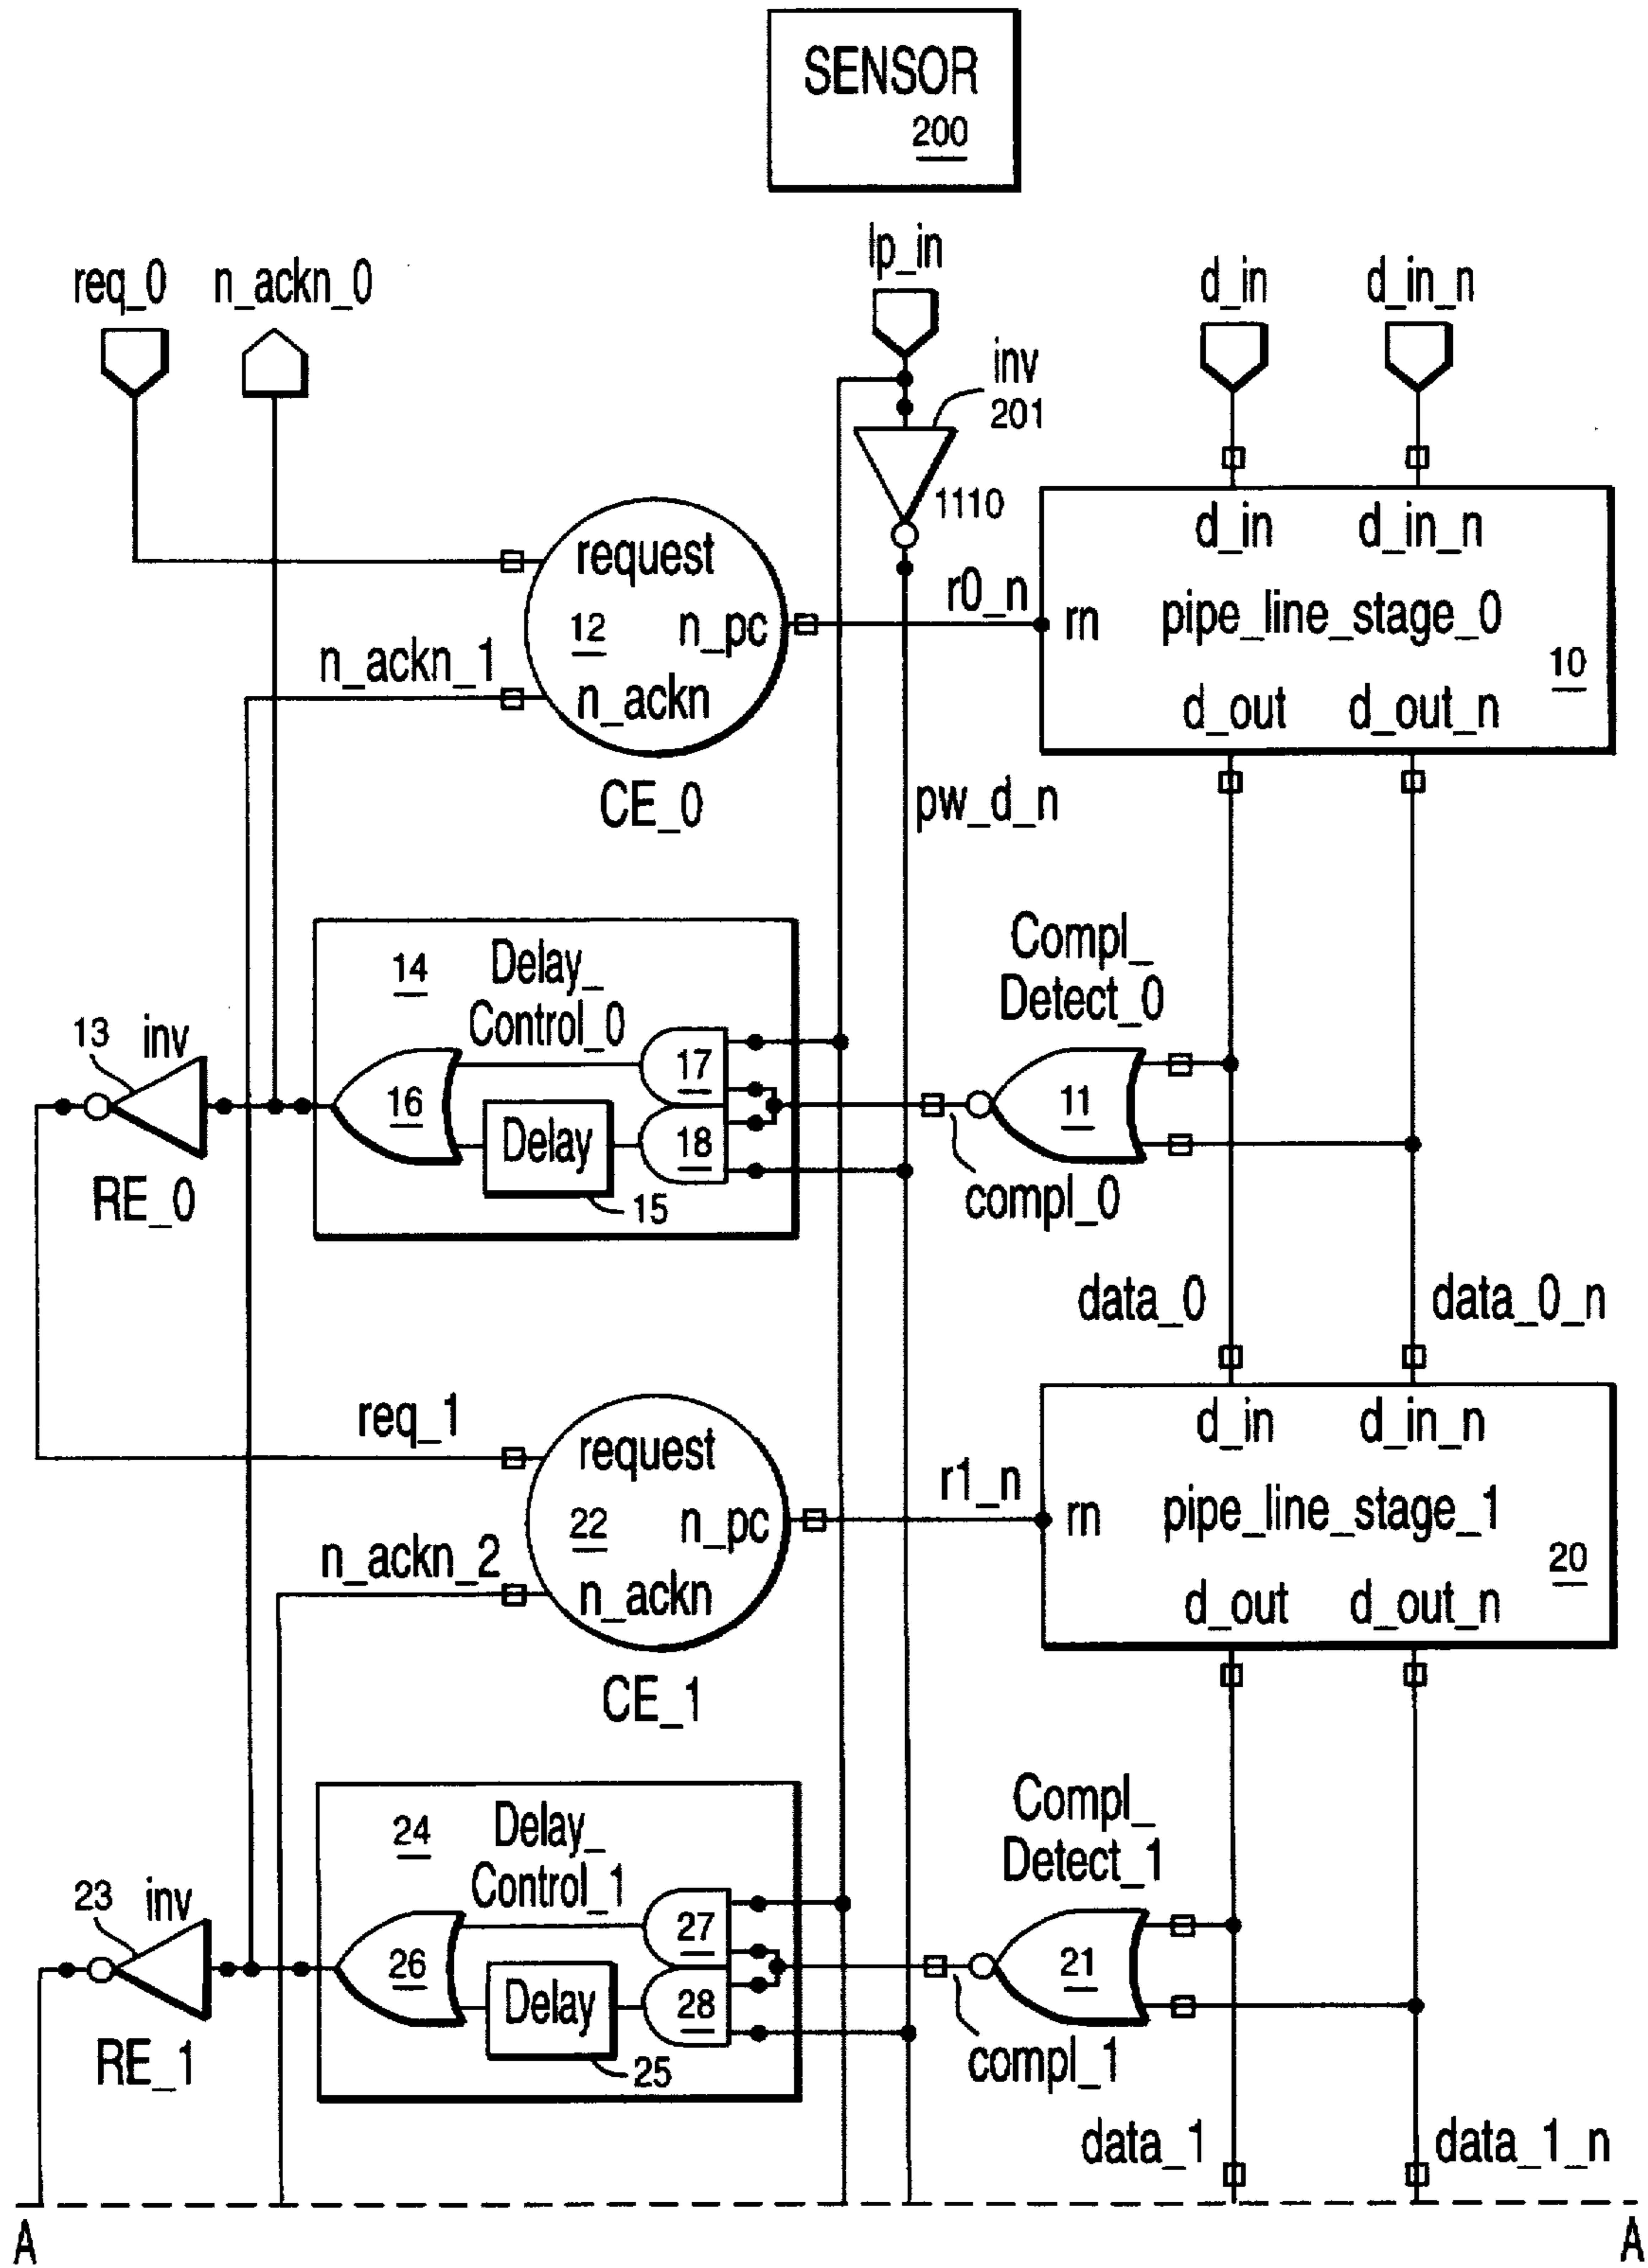 SENSOR
200
lp_in
req_0
n_ackn_0
d_in
d_in_n
inv
201
1110
request
12
n_pc
n_ackn
n_ackn_1
CE_0
r0_n
d_in
d_in_n
rn
pipe_line_stage_0
10
d_out
d_out_n
pw_d_n
14
Delay_
Control_0
Compl_
Detect_0
13
inv
16
17
18
Delay
15
11
RE_0
compl_0
data_0
data_0_n
req_1
request
22
n_pc
n_ackn
n_ackn_2
CE_1
r1_n
d_in
d_in_n
rn
pipe_line_stage_1
20
d_out
d_out_n
24
Delay_
Control_1
Compl_
Detect_1
23
inv
26
27
28
Delay
25
21
RE_1
compl_1
data_1
data_1_n
A
A